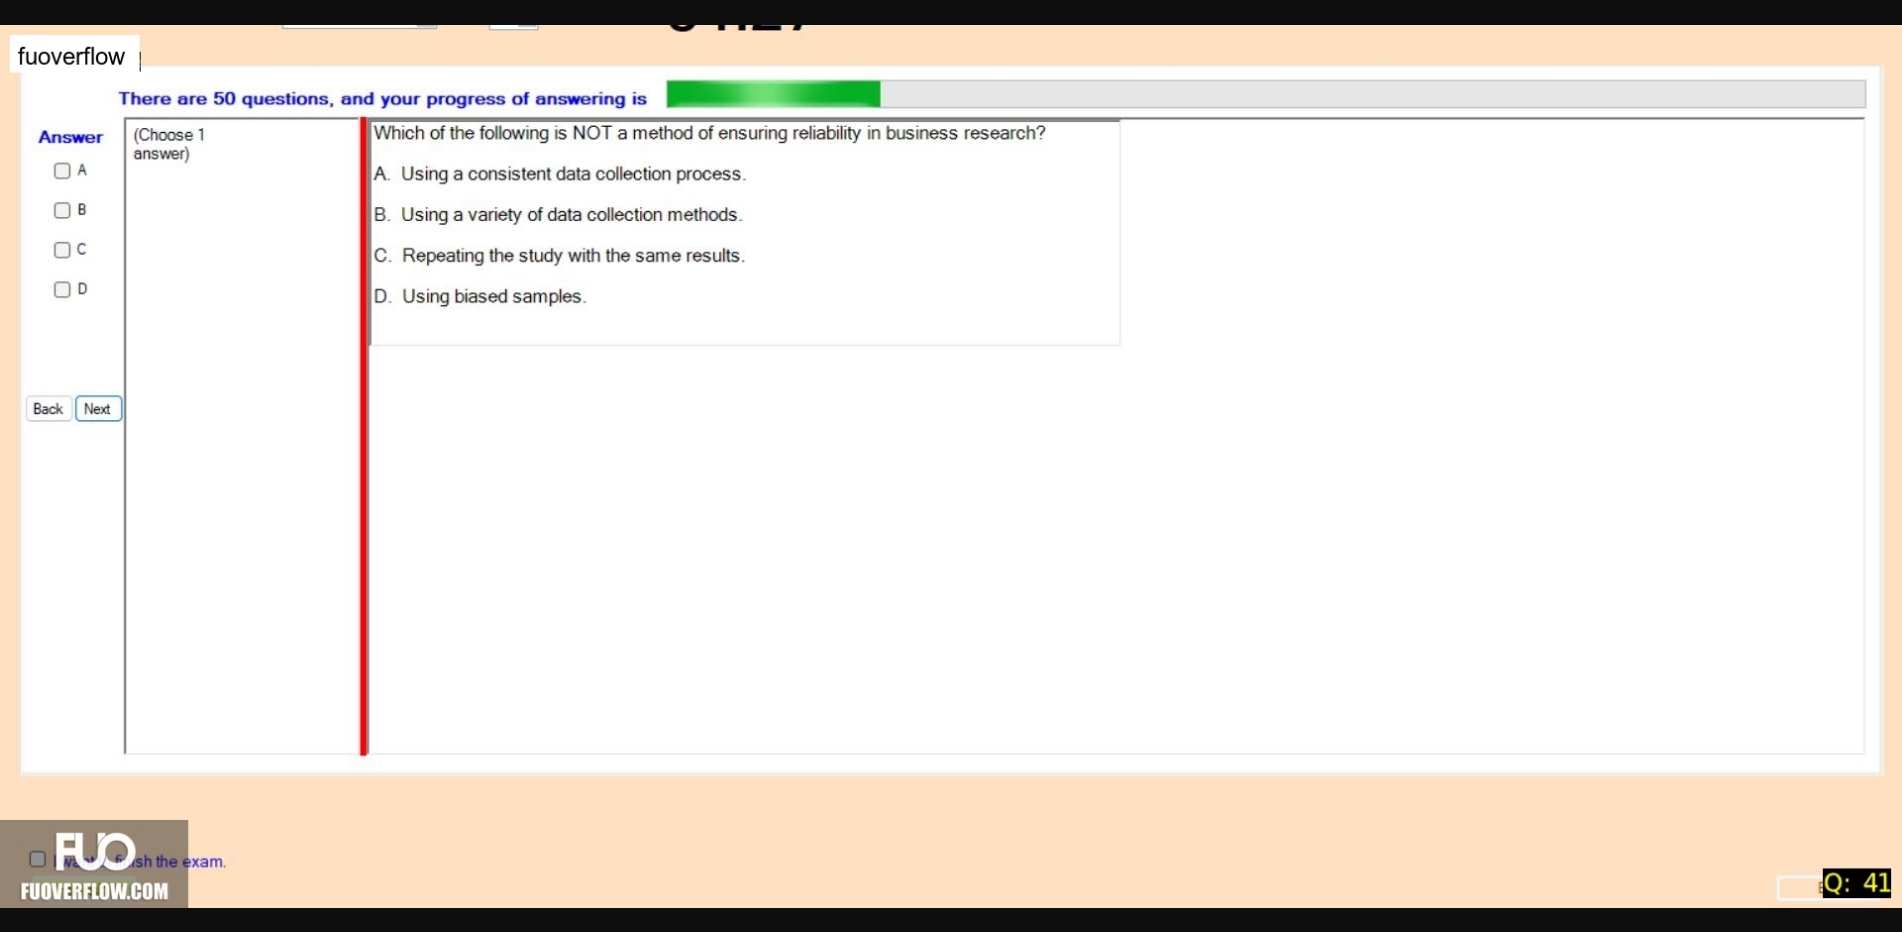 fuoverflow
There are 50 questions, and your progress of answering is
Answer
(Choose 1
answer)
A
B
C
D
Which of the following is NOT a method of ensuring reliability in business research?
A. Using a consistent data collection process.
B. Using a variety of data collection methods.
C. Repeating the study with the same results.
D. Using biased samples.
Back Next
FUO
the exam.
FUOVERFLOW.COM
Q: 41